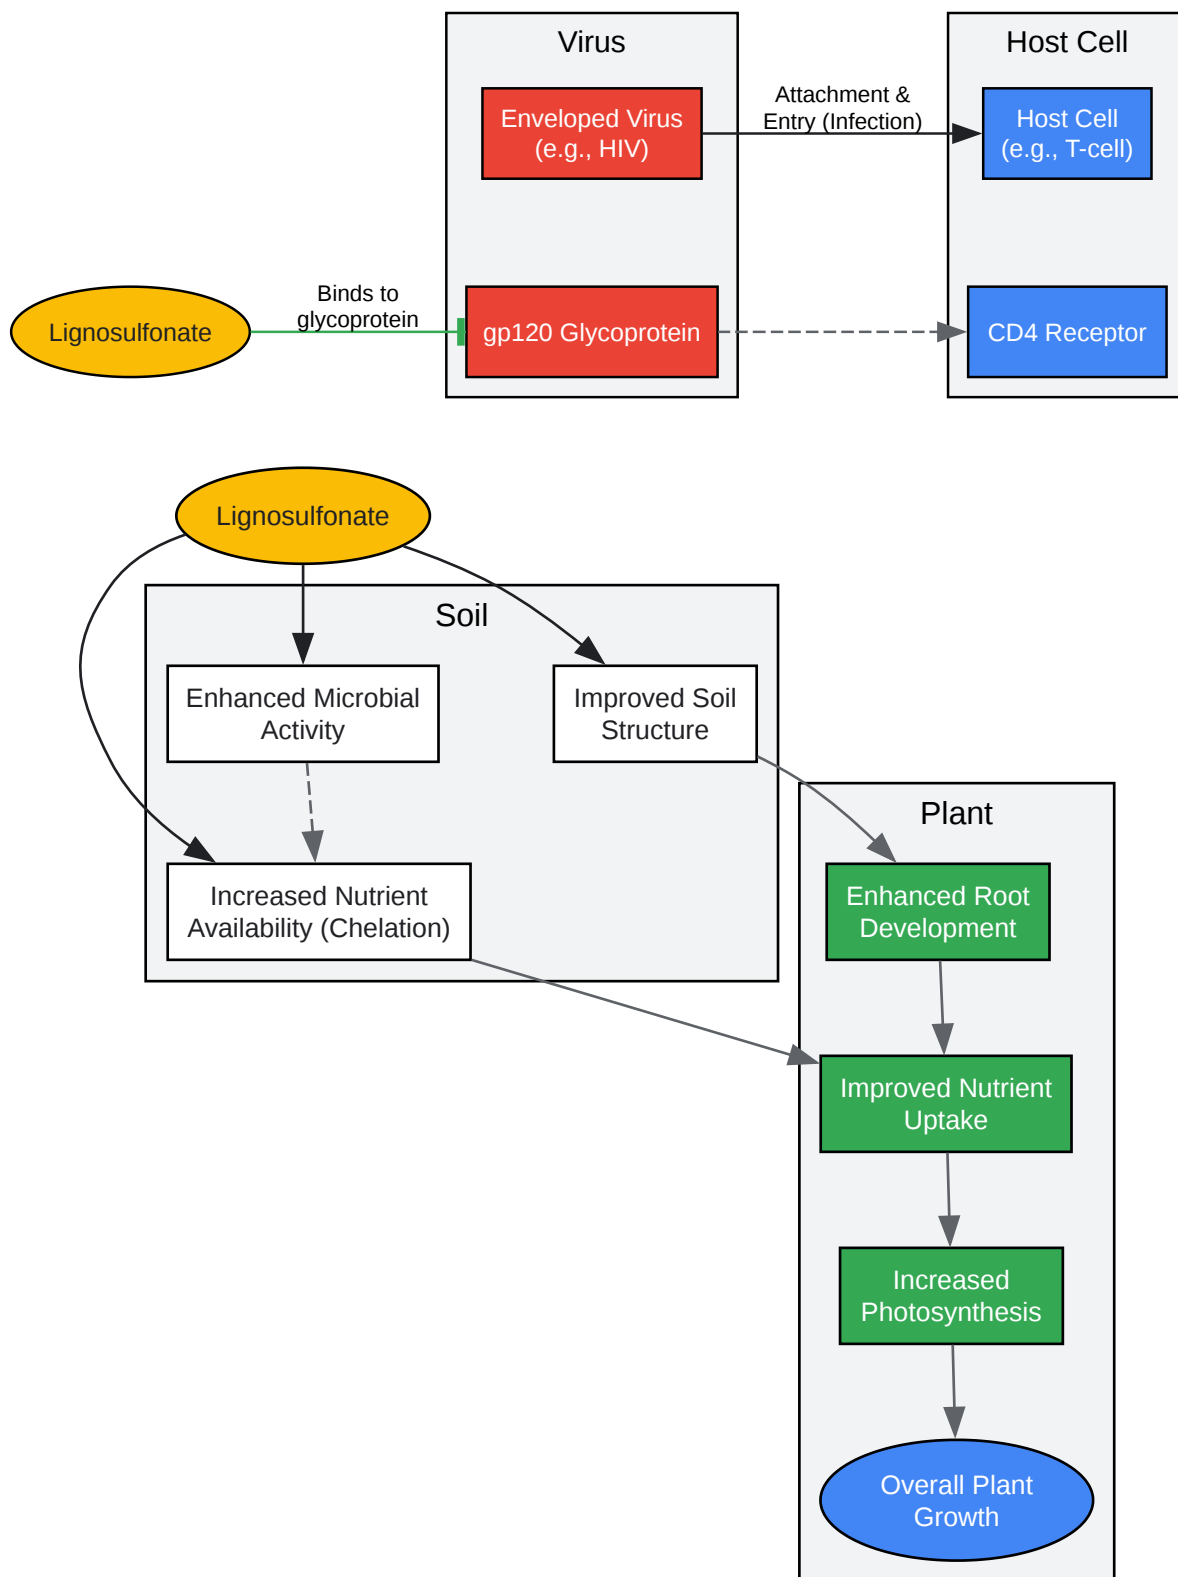 Virus
Host Cell
Enveloped Virus
(e.g., HIV)
Attachment &
Entry (Infection)
Host Cell
(e.g., T-cell)
Lignosulfonate
Binds to
glycoprotein
gp120 Glycoprotein
CD4 Receptor
Lignosulfonate
Soil
Enhanced Microbial
Activity
Improved Soil
Structure
Increased Nutrient
Availability (Chelation)
Plant
Enhanced Root
Development
Improved Nutrient
Uptake
Increased
Photosynthesis
Overall Plant
Growth